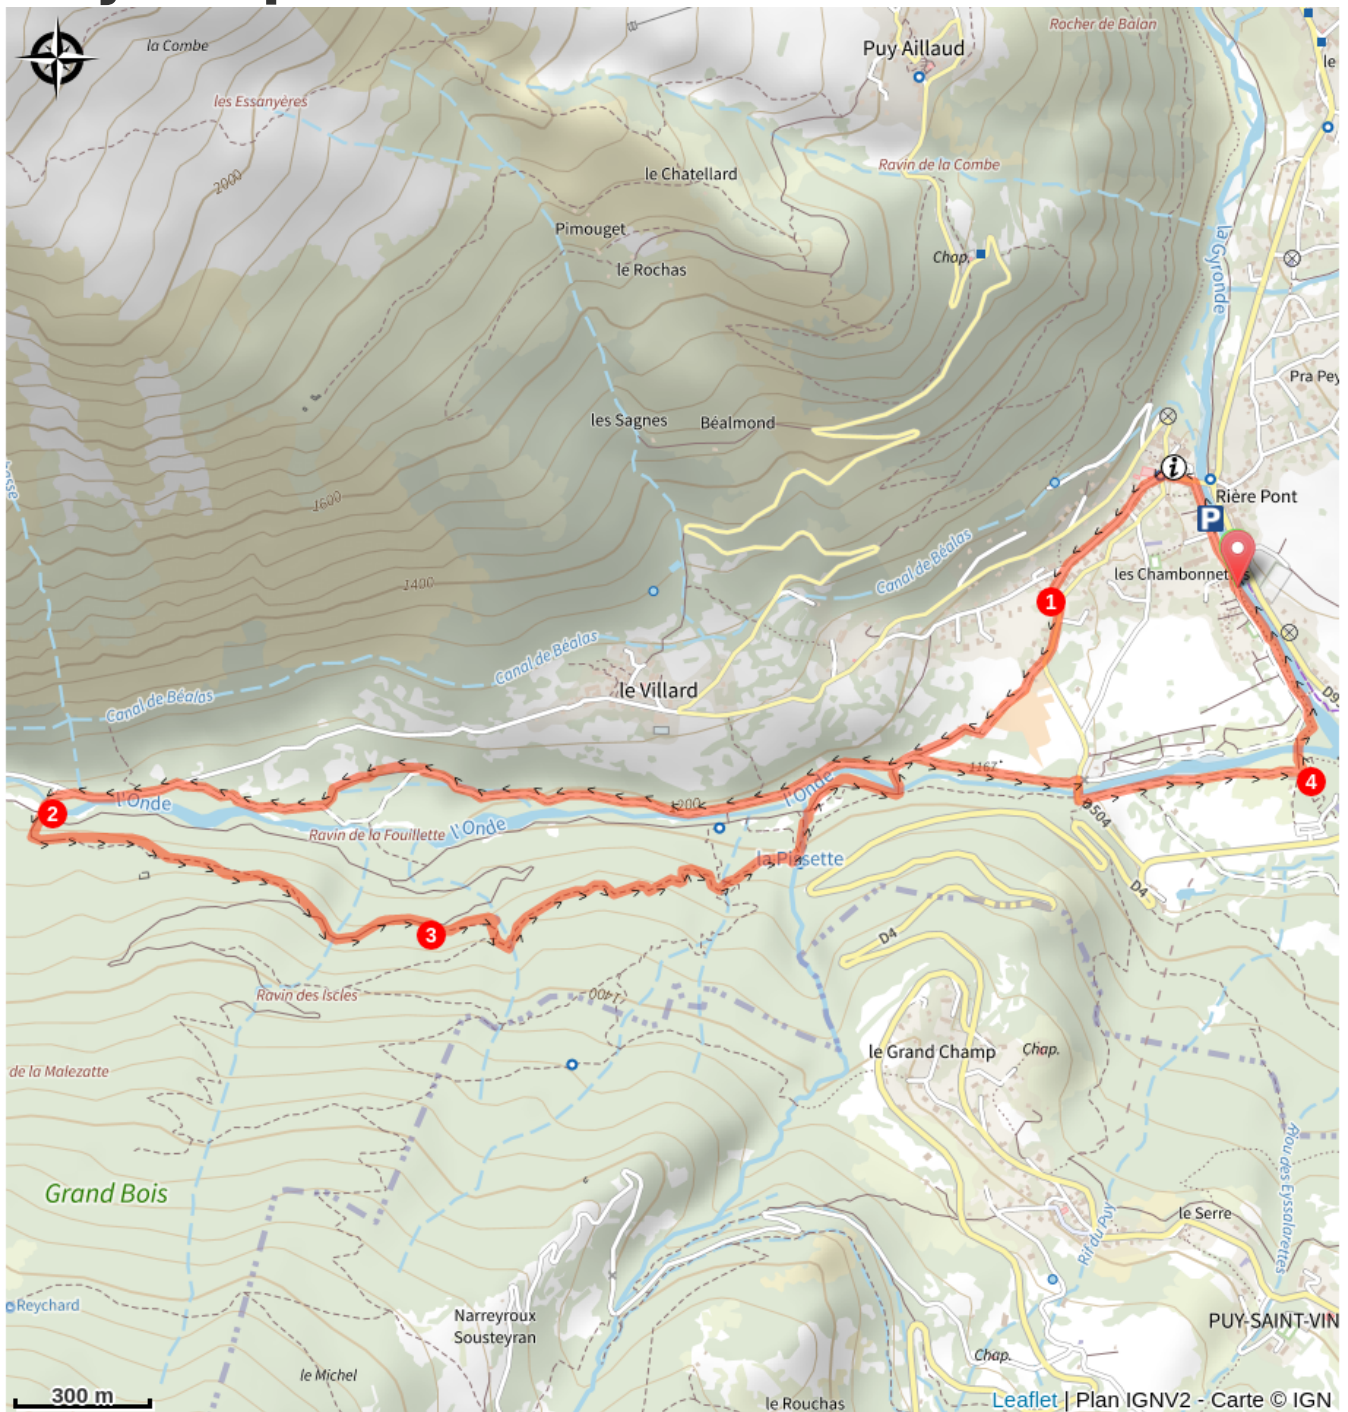 la Combe
Puy Aillaud
Rocher de Balan
le
les Essanyères
Ravin de la Combe
2000
le Chatellard
Pimouget
la Gyronde
Chap.
le Rochas
Pra Pey
les Sagnes
Béalmond
1600
i
Rière Pont
P
Canal de Béalas
1400
les Chambonnet
1
Canal de Béalas
le Villard
Canal de Béalas
D9
1167
4
l'Onde
l'Onde
2
D504
Ravin de la Fouillette
l'Onde
la Pissette
D4
3
D4
Ravin des Iscles
1400
le Grand Champ
Chap.
de la Malezatte
Riou des Eyssalarettes
Grand Bois
le Serre
Rif du Puy
Reychard
Narreyroux
Sousteyran
PUY-SAINT-VIN
Chap.
le Michel
300 m
le Rouchas
Leaflet | Plan IGNV2 - Carte © IGN